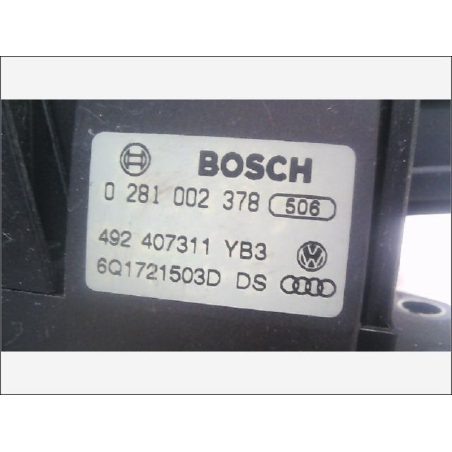 BOSCH
0 281 002 378 506
492 407311 YB3
6Q1721503D DS